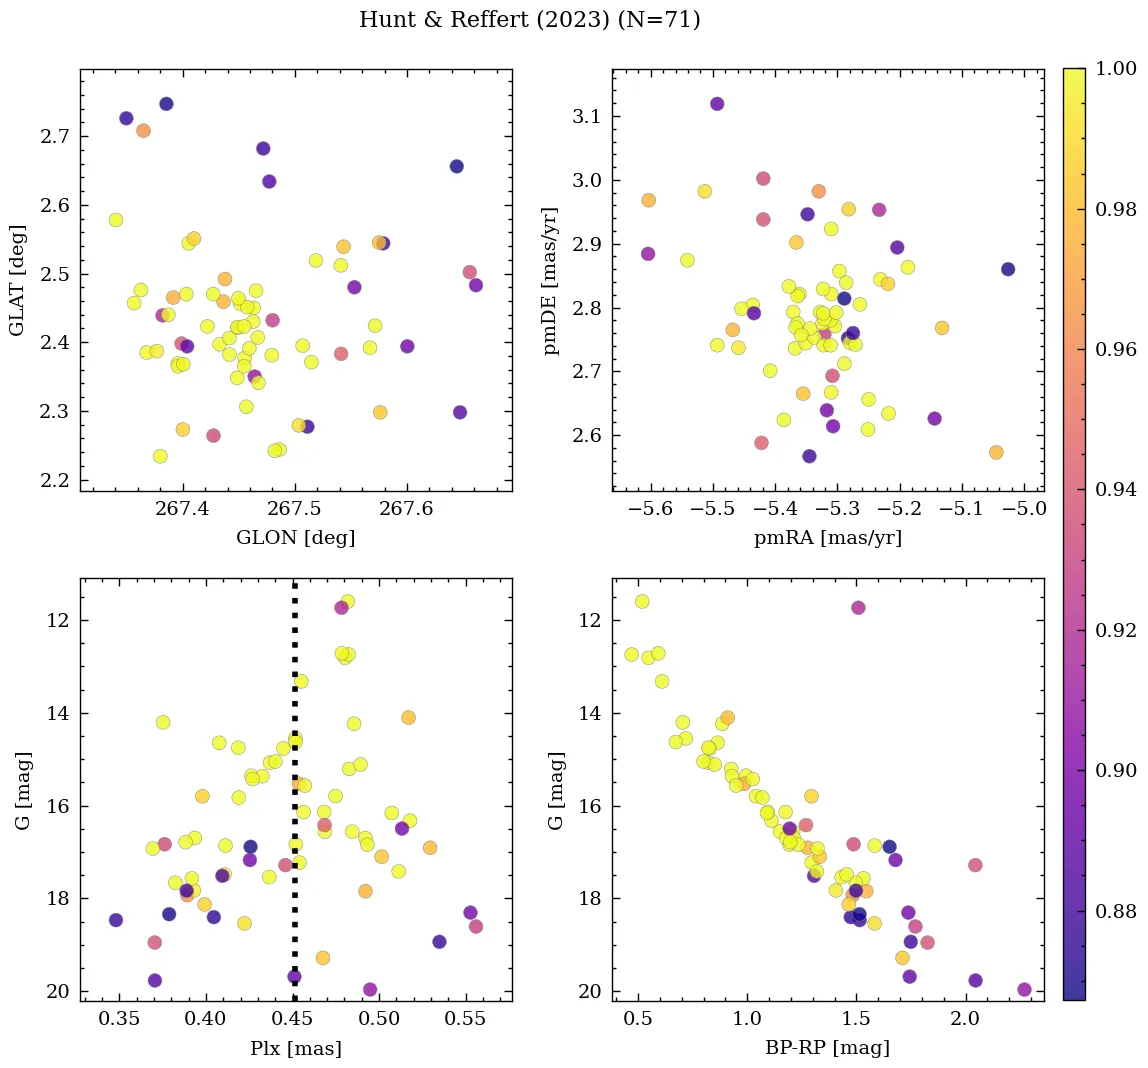 Hunt & Reffert (2023) (N=71)
2.7
2.6
2.5
2.4
2.3
2.2
GLAT [deg]
267.4 267.5 267.6
GLON [deg]
3.1
3.0
2.9
2.8
2.7
2.6
pmDE [mas/yr]
−5.6 −5.5 −5.4 −5.3 −5.2 −5.1 −5.0
pmRA [mas/yr]
12
14
16
18
20
G [mag]
0.35 0.40 0.45 0.50 0.55
Plx [mas]
12
14
16
18
20
G [mag]
0.5 1.0 1.5 2.0
BP-RP [mag]
1.00
0.98
0.96
0.94
0.92
0.90
0.88